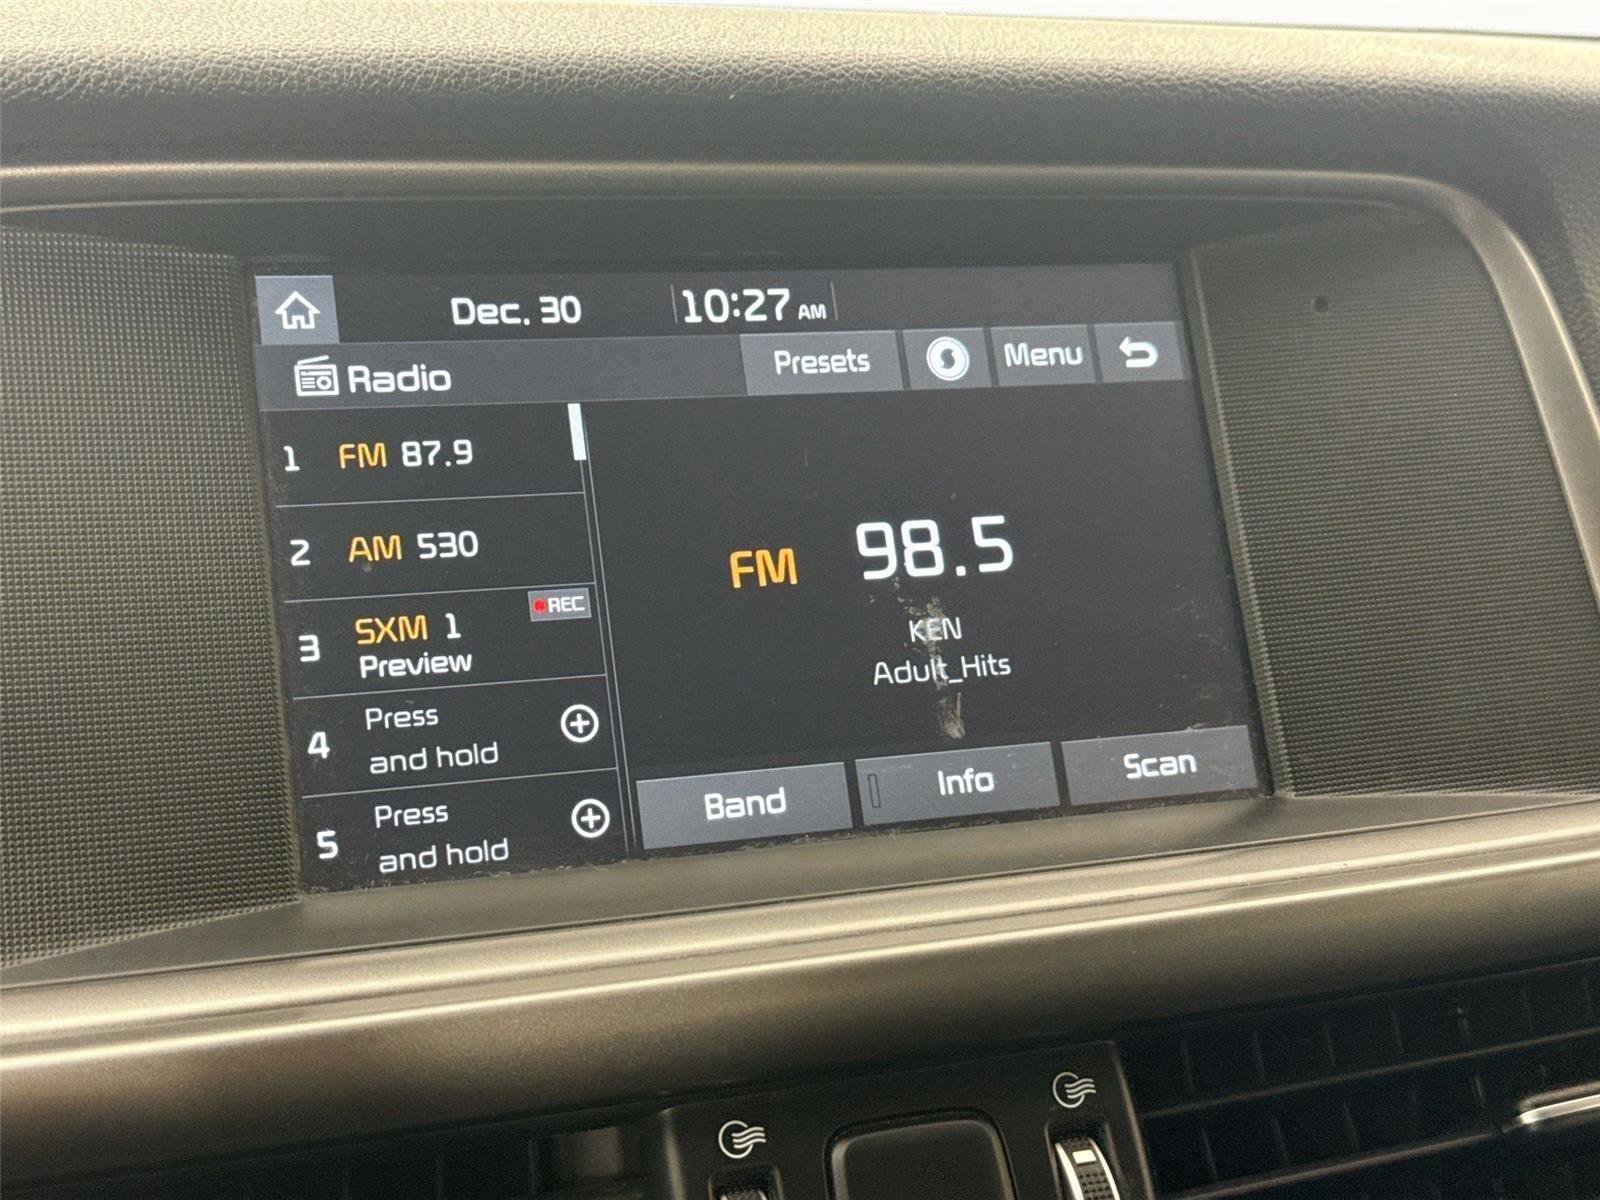 Dec. 30 10:27 AM
Radio Presets Menu
1 FM 87.9
2 AM 530
3 SXM 1 REC
Preview
4 Press
and hold
5 Press
and hold
FM 98.5
KEN
Adult_Hits
Band Info Scan